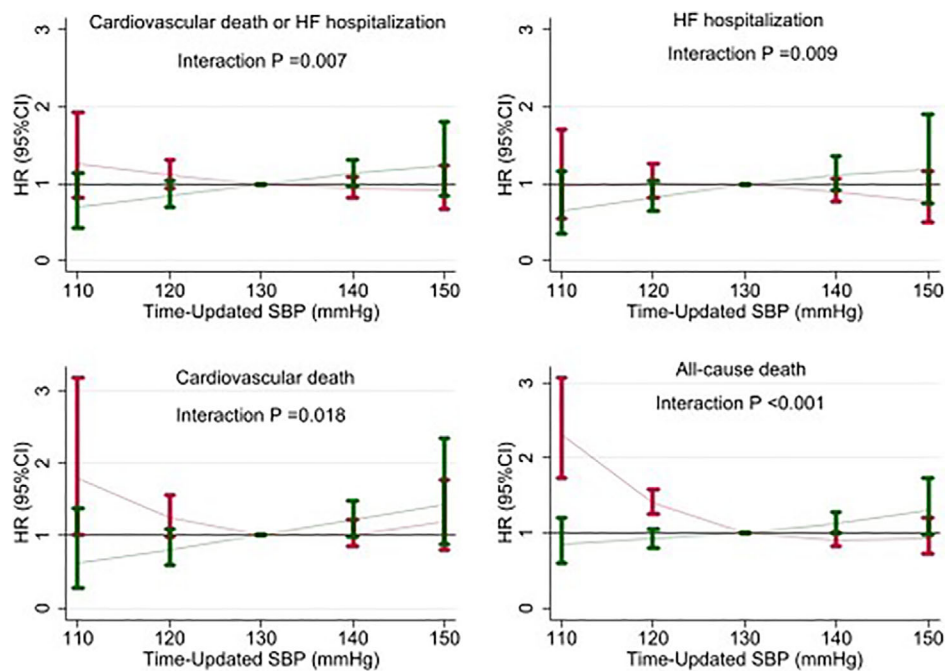 Cardiovascular death or HF hospitalization
Interaction P =0.007
HR (95%CI)
3
2
1
0
110 120 130 140 150
Time-Updated SBP (mmHg)
HF hospitalization
Interaction P =0.009
HR (95%CI)
3
2
1
0
110 120 130 140 150
Time-Updated SBP (mmHg)
Cardiovascular death
Interaction P =0.018
HR (95%CI)
3
2
1
0
110 120 130 140 150
Time-Updated SBP (mmHg)
All-cause death
Interaction P <0.001
HR (95%CI)
3
2
1
0
110 120 130 140 150
Time-Updated SBP (mmHg)